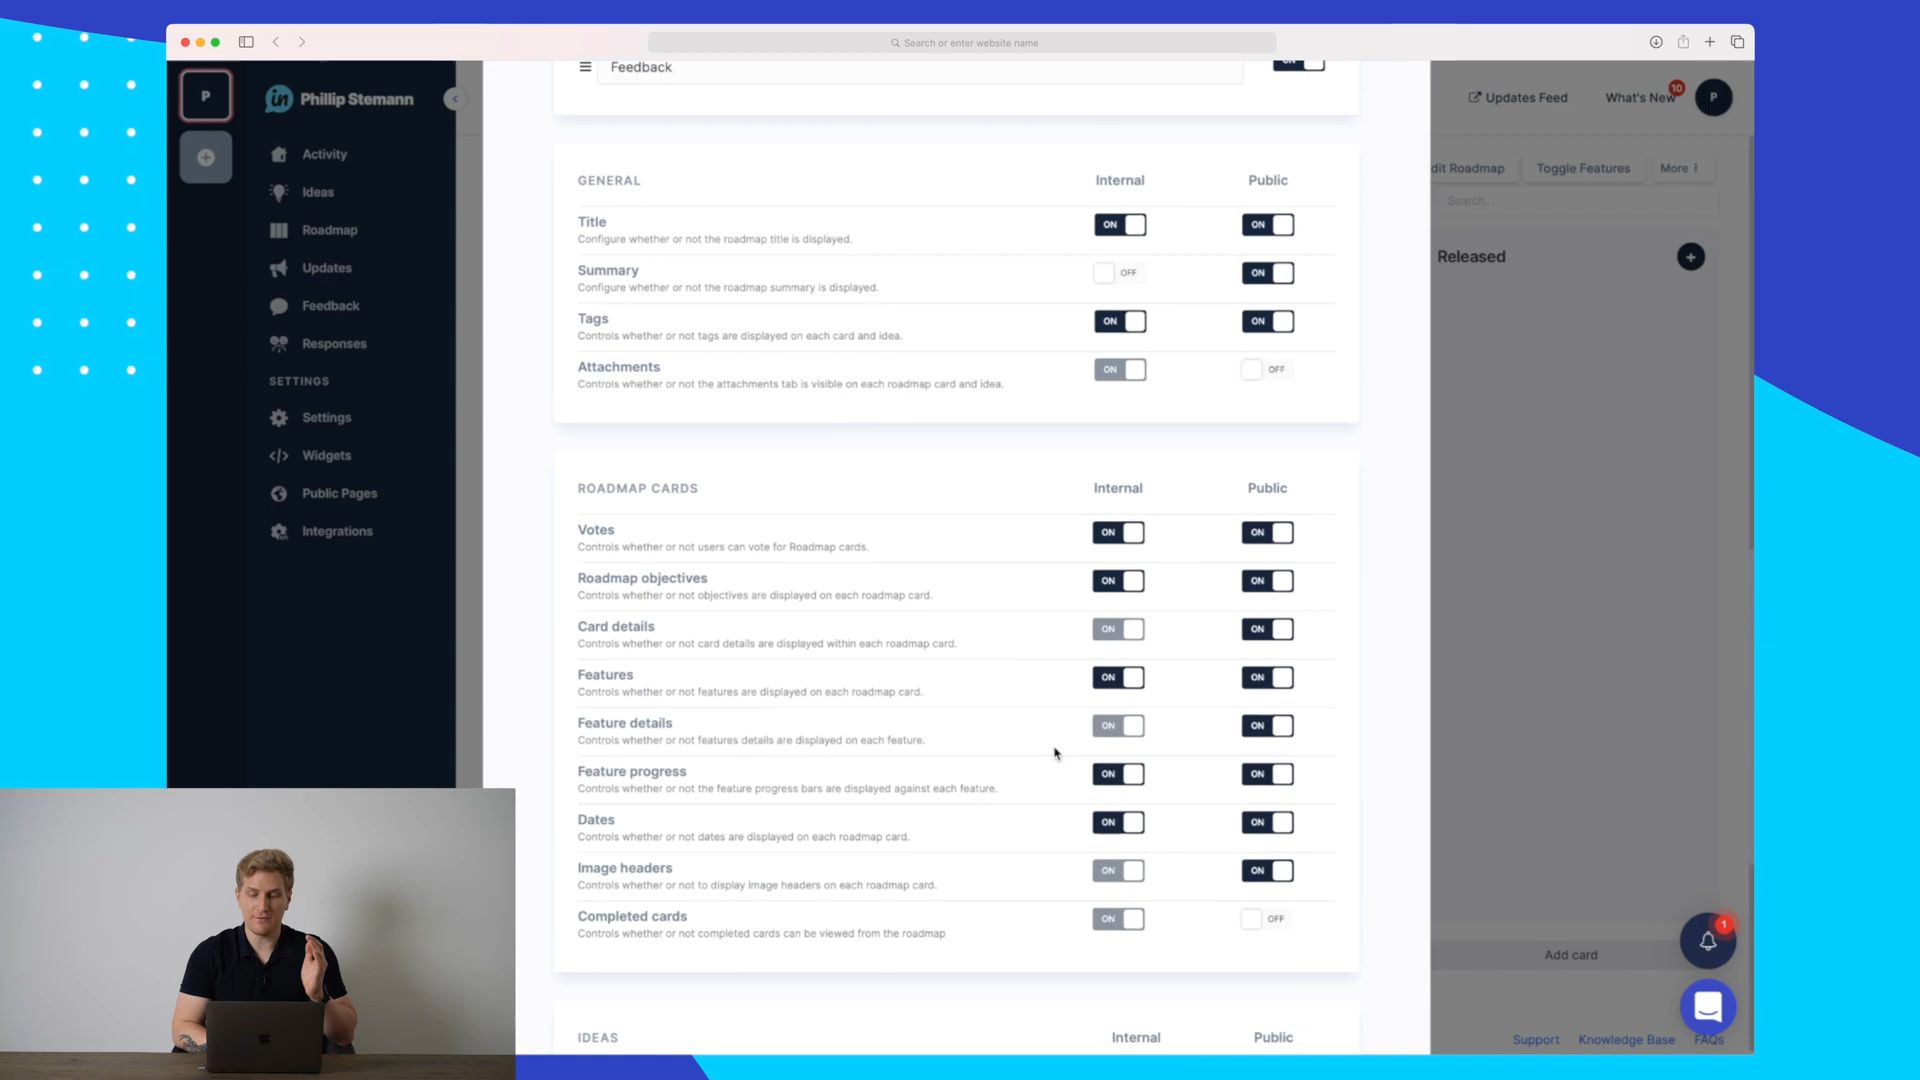 Search or enter website name
P
in Phillip Stemann
Activity
Ideas
Roadmap
Updates
Feedback
Responses
SETTINGS
Settings
Widgets
Public Pages
Integrations
Feedback
ON
GENERAL Internal Public
Title ON ON
Configure whether or not the roadmap title is displayed.
Summary OFF ON
Configure whether or not the roadmap summary is displayed.
Tags ON ON
Controls whether or not tags are displayed on each card and idea.
Attachments ON OFF
Controls whether or not the attachments tab is visible on each roadmap card and idea.
ROADMAP CARDS Internal Public
Votes ON ON
Controls whether or not users can vote for Roadmap cards.
Roadmap objectives ON ON
Controls whether or not objectives are displayed on each roadmap card.
Card details ON ON
Controls whether or not card details are displayed within each roadmap card.
Features ON ON
Controls whether or not features are displayed on each roadmap card.
Feature details ON ON
Controls whether or not features details are displayed on each feature.
Feature progress ON ON
Controls whether or not the feature progress bars are displayed against each feature.
Dates ON ON
Controls whether or not dates are displayed on each roadmap card.
Image headers ON ON
Controls whether or not to display image headers on each roadmap card.
Completed cards ON OFF
Controls whether or not completed cards can be viewed from the roadmap
IDEAS Internal Public
Updates Feed What's New 10 P
dit Roadmap Toggle Features More
Search...
Released
Add card
1
Support Knowledge Base FAQs